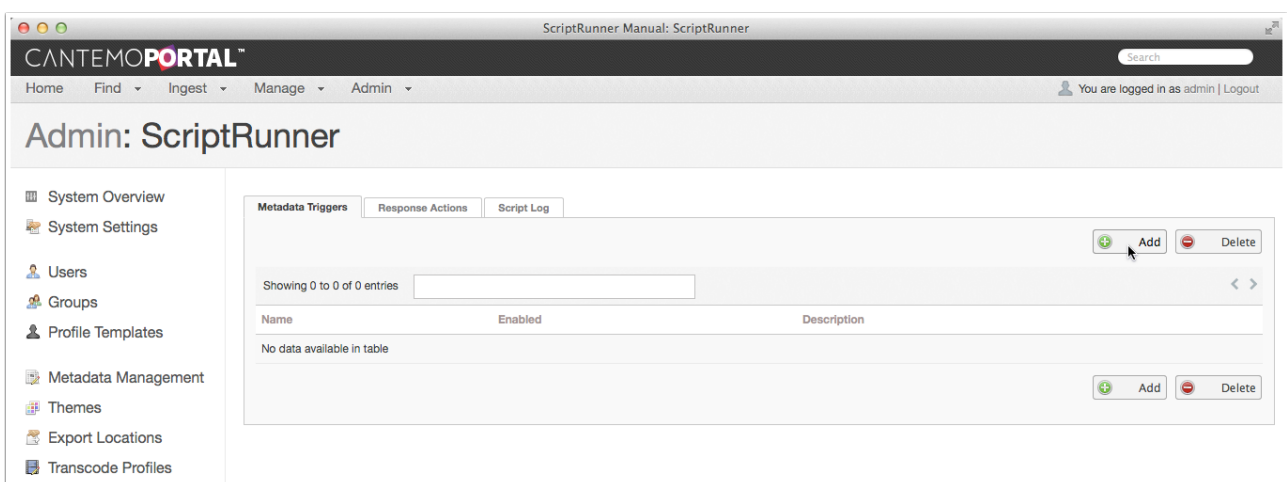 ScriptRunner Manual: ScriptRunner
CANTEMOPORTAL™
Search
Home Find Ingest Manage Admin
You are logged in as admin | Logout
Admin: ScriptRunner
System Overview
System Settings
Users
Groups
Profile Templates
Metadata Management
Themes
Export Locations
Transcode Profiles
Metadata Triggers Response Actions Script Log
Add Delete
Showing 0 to 0 of 0 entries
Name Enabled Description
No data available in table
Add Delete